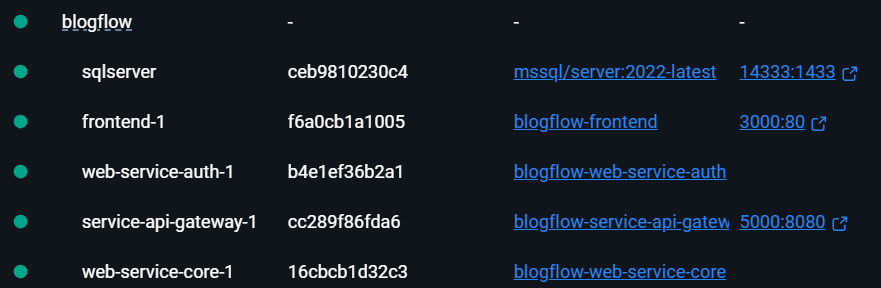 blogflow - - -
sqlserver ceb9810230c4 mssql/server:2022-latest 14333:1433
frontend-1 f6a0cb1a1005 blogflow-frontend 3000:80
web-service-auth-1 b4e1ef36b2a1 blogflow-web-service-auth
service-api-gateway-1 cc289f86fda6 blogflow-service-api-gatew 5000:8080
web-service-core-1 16cbcb1d32c3 blogflow-web-service-core